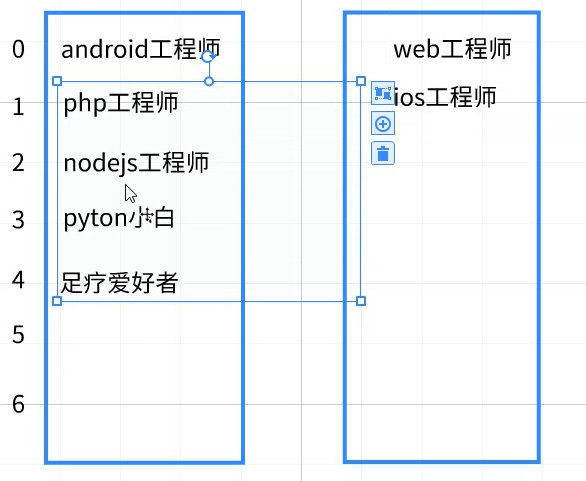 0 android工程师 web工程师
1 php工程师 ios工程师
2 nodejs工程师
3 pyton小白
4 足疗爱好者
5
6